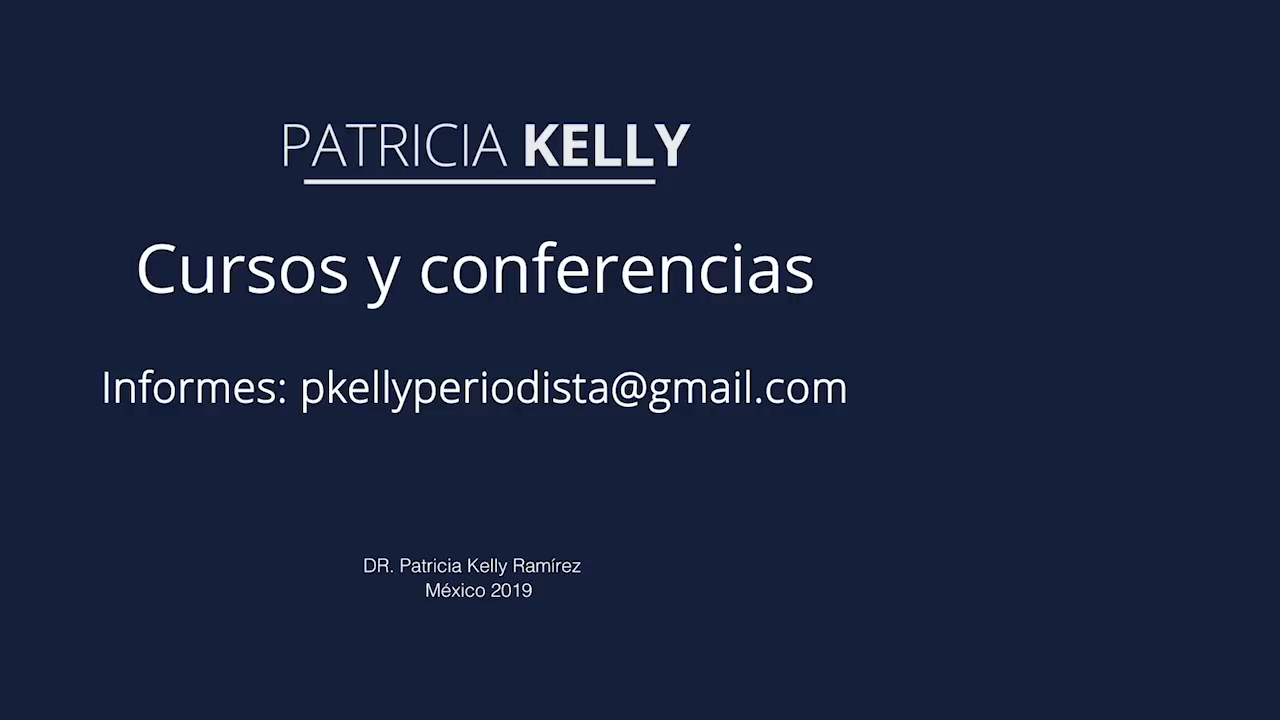 PATRICIA KELLY
Cursos y conferencias
Informes: pkellyperiodista@gmail.com
DR. Patricia Kelly Ramírez
México 2019